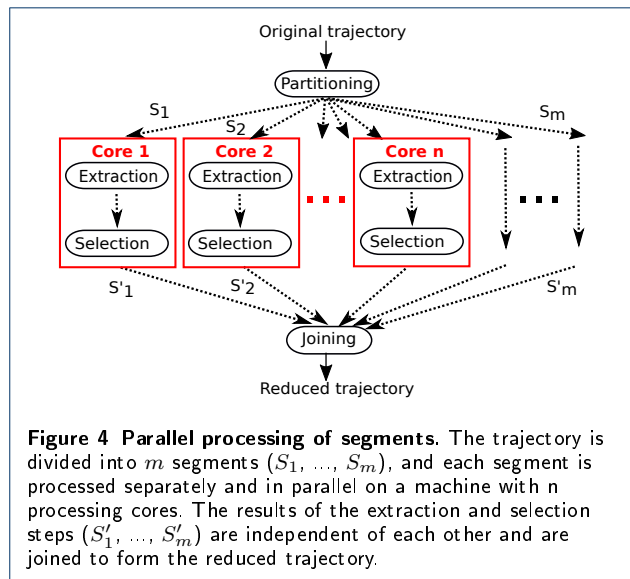 Original trajectory
Partitioning
S1
S2
Sm
Core 1
Core 2
Core n
Extraction
Extraction
Extraction
Selection
Selection
Selection
S'1
S'2
S'm
Joining
Reduced trajectory
Figure 4 Parallel processing of segments. The trajectory is
divided into m segments (S1, ..., Sm), and each segment is
processed separately and in parallel on a machine with n
processing cores. The results of the extraction and selection
steps (S′1, ..., S′m) are independent of each other and are
joined to form the reduced trajectory.